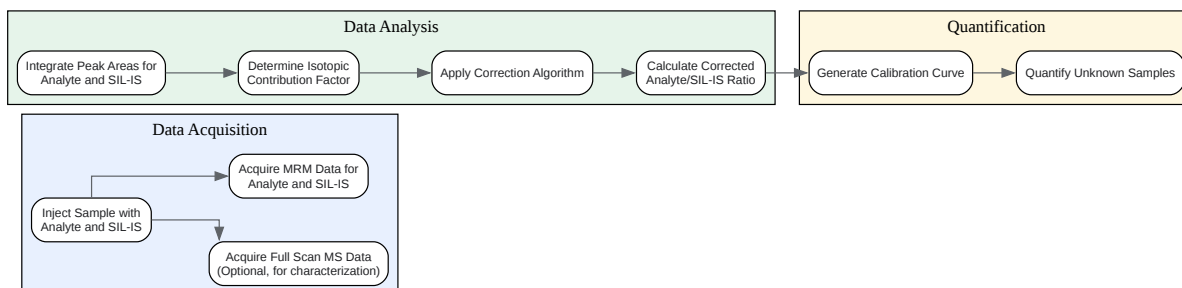 Data Analysis
Integrate Peak Areas for
Analyte and SIL-IS
Determine Isotopic
Contribution Factor
Apply Correction Algorithm
Calculate Corrected
Analyte/SIL-IS Ratio
Quantification
Generate Calibration Curve
Quantify Unknown Samples
Data Acquisition
Inject Sample with
Analyte and SIL-IS
Acquire MRM Data for
Analyte and SIL-IS
Acquire Full Scan MS Data
(Optional, for characterization)